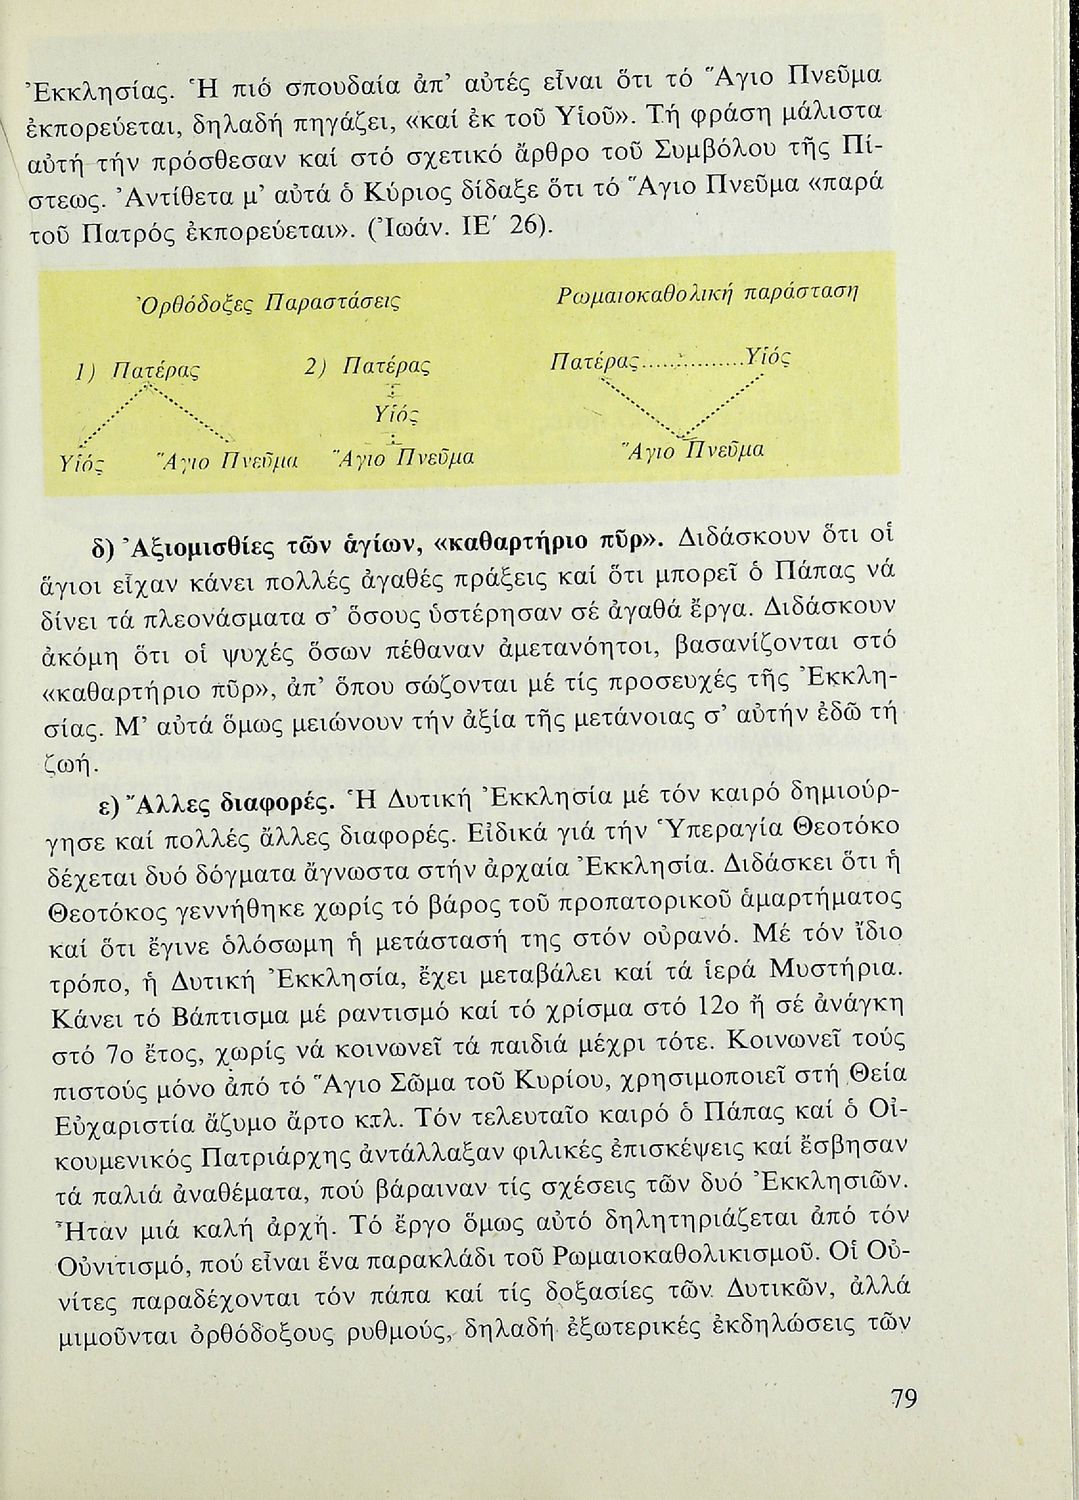 Ἐκκλησίας. Ἡ πιό σπουδαία ἀπ’ αὐτές εἶναι ὅτι τό Ἅγιο Πνεῦμα
ἐκπορεύεται, δηλαδή πηγάζει, «καί ἐκ τοῦ Υἱοῦ». Τή φράση μάλιστα
αὐτή τήν πρόσθεσαν καί στό σχετικό ἄρθρο τοῦ Συμβόλου τῆς Πί-
στεως. Ἀντίθετα μ’ αὐτά ὁ Κύριος δίδαξε ὅτι τό Ἅγιο Πνεῦμα «παρά
τοῦ Πατρός ἐκπορεύεται». (Ἰωάν. ΙΕ΄ 26).
Ὀρθόδοξες Παραστάσεις
1) Πατέρας
Υἱός Ἅγιο Πνεῦμα
2) Πατέρας
Υἱός
Ἅγιο Πνεῦμα
Ρωμαιοκαθολική παράσταση
Πατέρας.................Υἱός
Ἅγιο Πνεῦμα
δ) Ἀξιομισθίες τῶν ἁγίων, «καθαρτήριο πῦρ». Διδάσκουν ὅτι οἱ
ἅγιοι εἶχαν κάνει πολλές ἀγαθές πράξεις καί ὅτι μπορεῖ ὁ Πάπας νά
δίνει τά πλεονάσματα σ’ ὅσους ὑστέρησαν σέ ἀγαθά ἔργα. Διδάσκουν
ἀκόμη ὅτι οἱ ψυχές ὅσων πέθαναν ἀμετανόητοι, βασανίζονται στό
«καθαρτήριο πῦρ», ἀπ’ ὅπου σώζονται μέ τίς προσευχές τῆς Ἐκκλη-
σίας. Μ’ αὐτά ὅμως μειώνουν τήν ἀξία τῆς μετάνοιας σ’ αὐτήν ἐδῶ τή
ζωή.
ε) Ἄλλες διαφορές. Ἡ Δυτική Ἐκκλησία μέ τόν καιρό δημιούρ-
γησε καί πολλές ἄλλες διαφορές. Εἰδικά γιά τήν Ὑπεραγία Θεοτόκο
δέχεται δυό δόγματα ἄγνωστα στήν ἀρχαία Ἐκκλησία. Διδάσκει ὅτι ἡ
Θεοτόκος γεννήθηκε χωρίς τό βάρος τοῦ προπατορικοῦ ἁμαρτήματος
καί ὅτι ἔγινε ὁλόσωμη ἡ μετάστασή της στόν οὐρανό. Μέ τόν ἴδιο
τρόπο, ἡ Δυτική Ἐκκλησία, ἔχει μεταβάλει καί τά ἱερά Μυστήρια.
Κάνει τό Βάπτισμα μέ ραντισμό καί τό χρίσμα στό 12ο ἤ σέ ἀνάγκη
στό 7ο ἔτος, χωρίς νά κοινωνεῖ τά παιδιά μέχρι τότε. Κοινωνεῖ τούς
πιστούς μόνο ἀπό τό Ἅγιο Σῶμα τοῦ Κυρίου, χρησιμοποιεῖ στή Θεία
Εὐχαριστία ἄζυμο ἄρτο κ.τλ. Τόν τελευταῖο καιρό ὁ Πάπας καί ὁ Οἰ-
κουμενικός Πατριάρχης ἀντάλλαξαν φιλικές ἐπισκέψεις καί ἔσβησαν
τά παλιά ἀναθέματα, πού βάραιναν τίς σχέσεις τῶν δυό Ἐκκλησιῶν.
Ἦταν μιά καλή ἀρχή. Τό ἔργο ὅμως αὐτό δηλητηριάζεται ἀπό τόν
Οὐνιτισμό, πού εἶναι ἕνα παρακλάδι τοῦ Ρωμαιοκαθολικισμοῦ. Οἱ Οὐ-
νίτες παραδέχονται τόν πάπα καί τίς δοξασίες τῶν Δυτικῶν, ἀλλά
μιμοῦνται ὀρθόδοξους ρυθμούς, δηλαδή ἐξωτερικές ἐκδηλώσεις τῶν
79